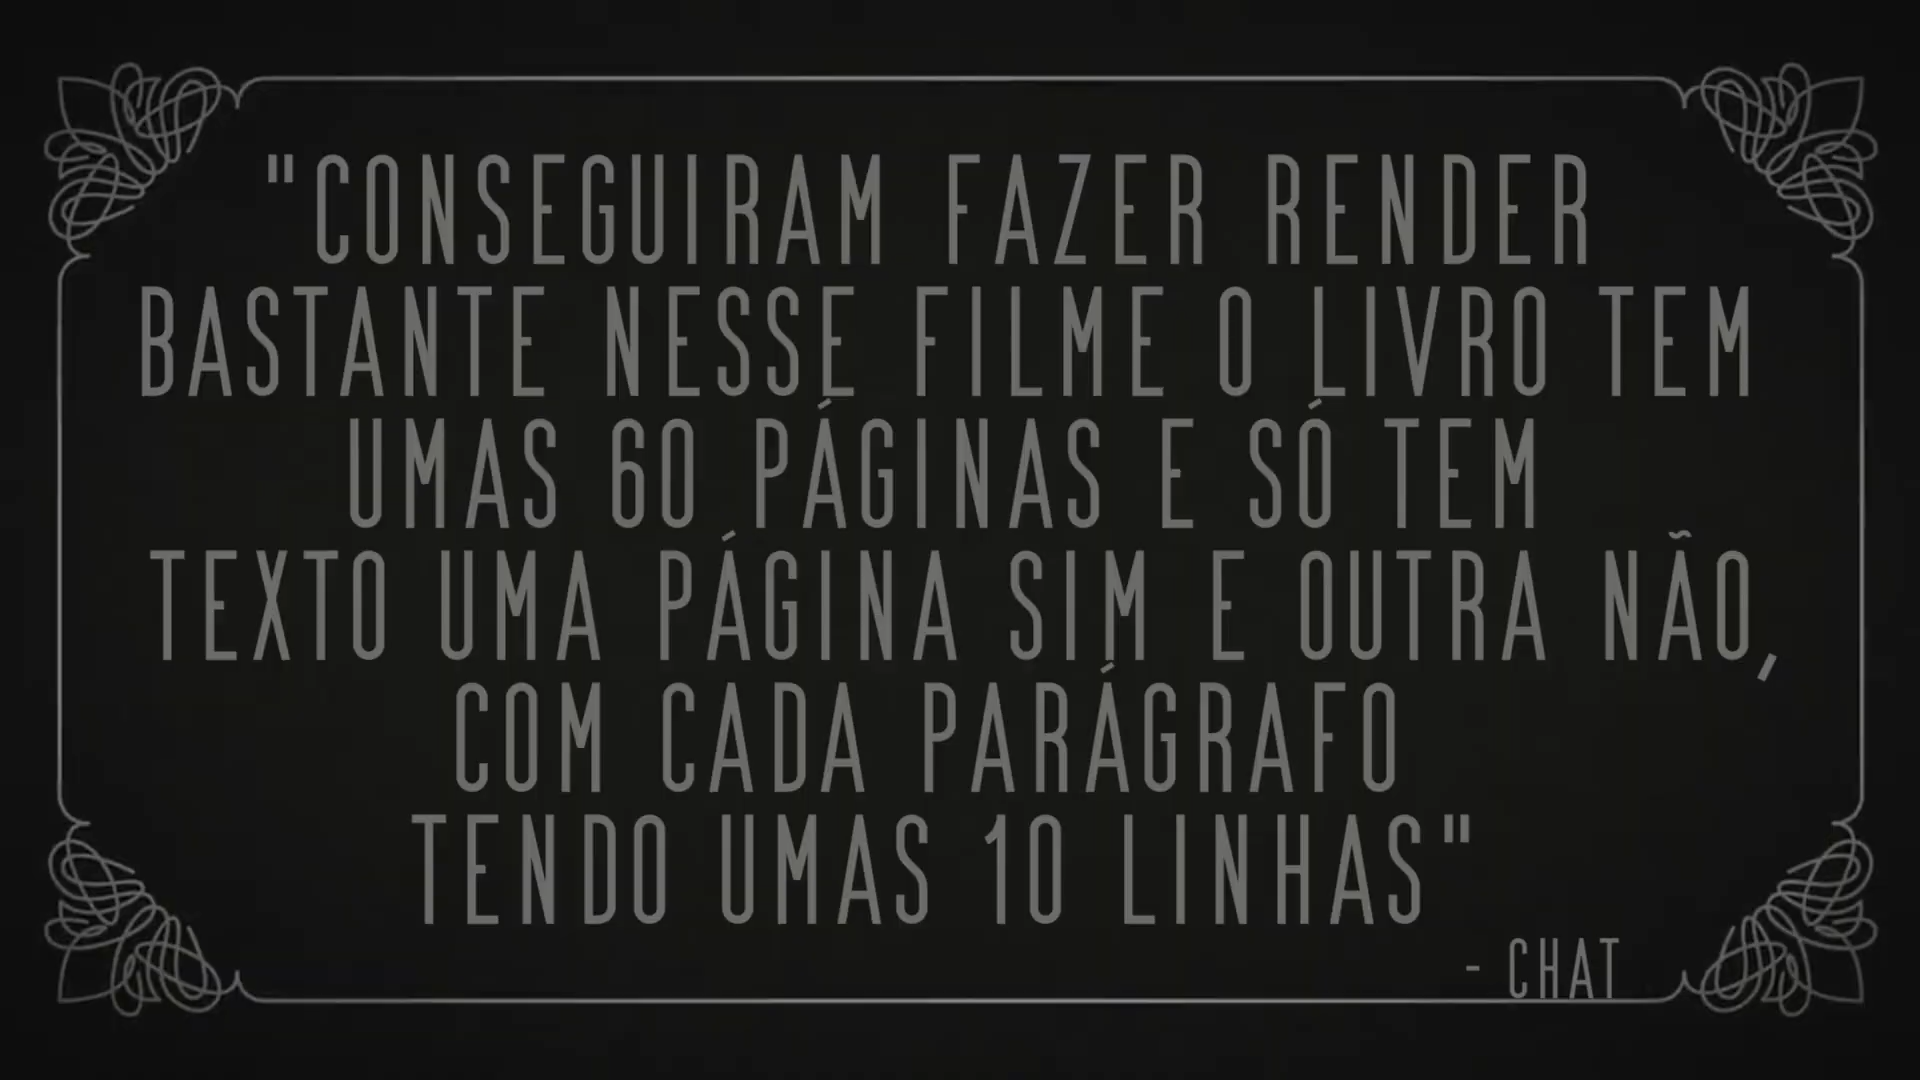 "CONSEGUIRAM FAZER RENDER
BASTANTE NESSE FILME O LIVRO TEM
UMAS 60 PÁGINAS E SÓ TEM
TEXTO UMA PÁGINA SIM E OUTRA NÃO,
COM CADA PARÁGRAFO
TENDO UMAS 10 LINHAS"
- CHAT